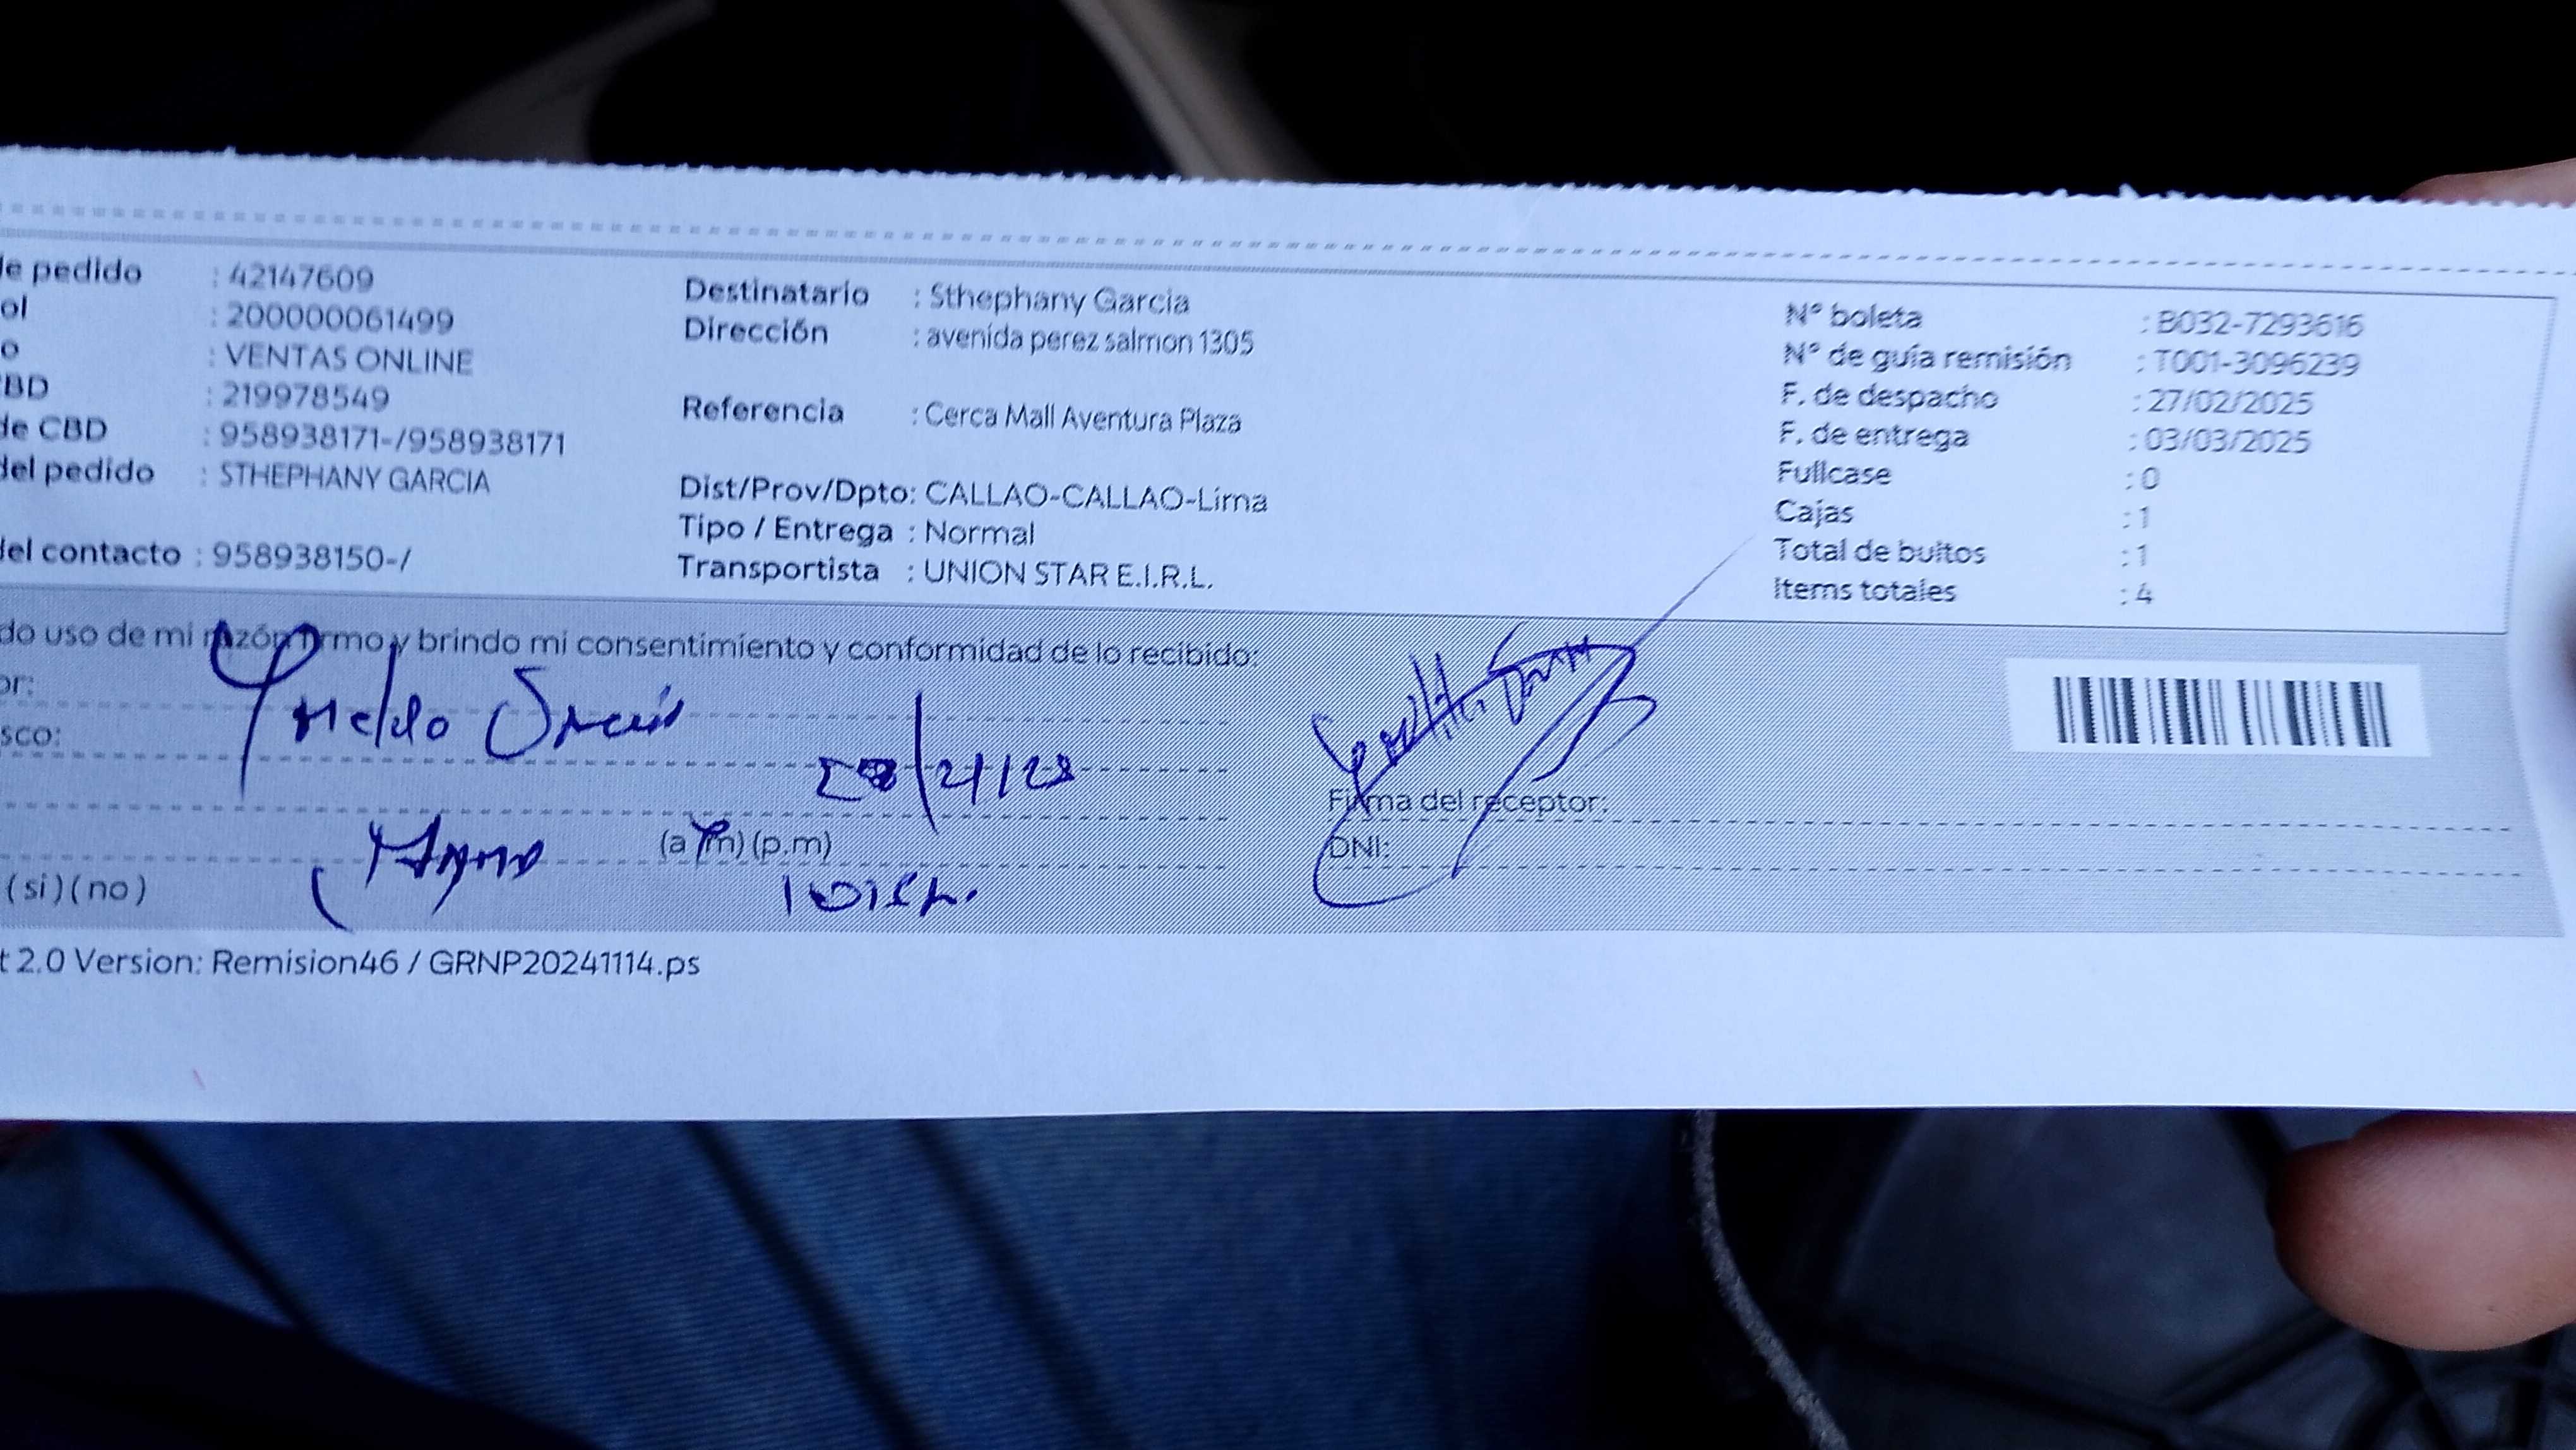 de pedido : 42147609
ol : 200000061499
o : VENTAS ONLINE
CBD : 219978549
de CBD : 958938171-/958938171
del pedido : STHEPHANY GARCIA
del contacto : 958938150-/
Destinatario : Sthephany Garcia
Dirección : avenida perez salmon 1305
Referencia : Cerca Mall Aventura Plaza
Dist/Prov/Dpto: CALLAO-CALLAO-Lima
Tipo / Entrega : Normal
Transportista : UNION STAR E.I.R.L.
N° boleta : B032-7293616
N° de guía remisión : T001-3096239
F. de despacho : 27/02/2025
F. de entrega : 03/03/2025
Fullcase : 0
Cajas : 1
Total de bultos : 1
Items totales : 4
do uso de mi razón firmo y brindo mi consentimiento y conformidad de lo recibido:
or:
sco:
Firma del receptor:
(a.m) (p.m)
DNI:
(si) (no)
t 2.0 Version: Remision46 / GRNP20241114.ps